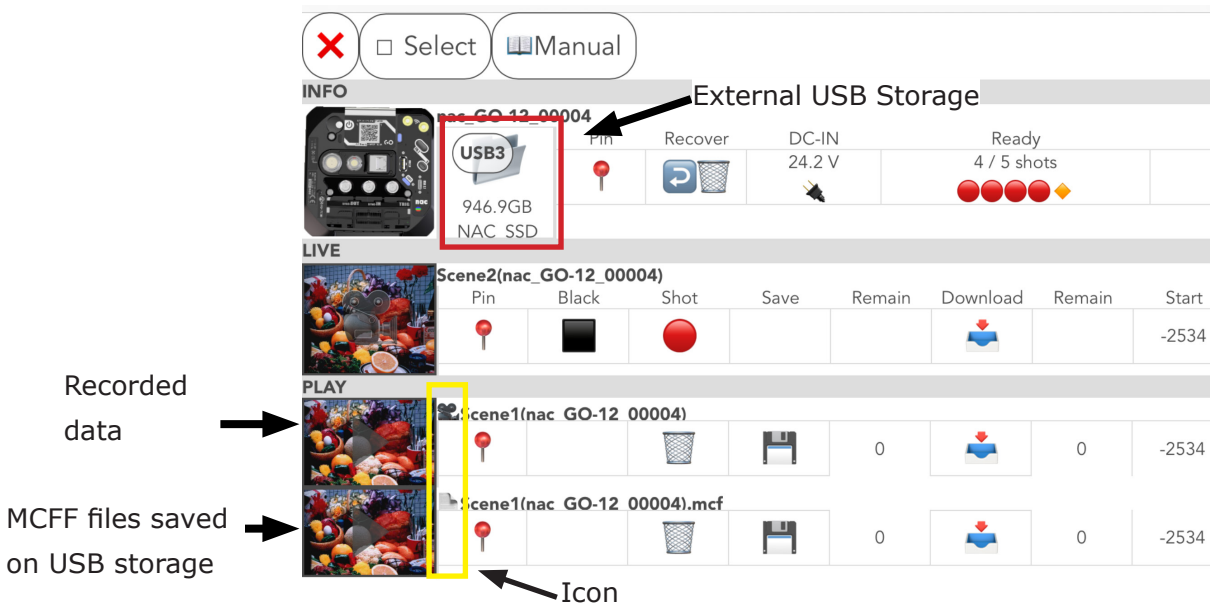 Select
Manual
INFO
External USB Storage
nac_GO-12_00004
Pin Recover DC-IN Ready
USB3
24.2 V 4 / 5 shots
946.9GB
NAC_SSD
LIVE
Scene2(nac_GO-12_00004)
Pin Black Shot Save Remain Download Remain Start
-2534
PLAY
Recorded
data
Scene1(nac_GO-12_00004)
0 0 -2534
MCFF files saved
on USB storage
Scene1(nac_GO-12_00004).mcf
0 0 -2534
Icon